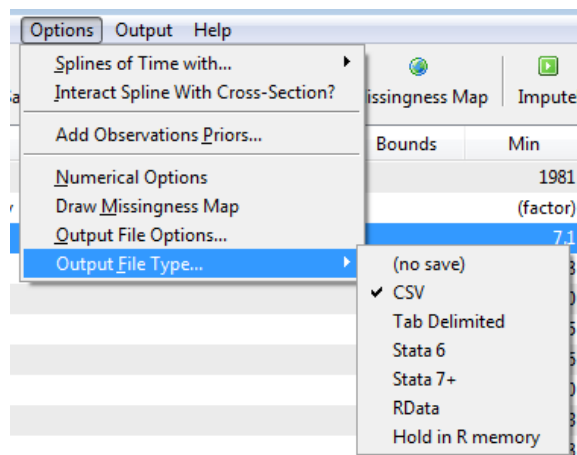 Options Output Help
Splines of Time with...
Interact Spline With Cross-Section?
Add Observations Priors...
Numerical Options
Draw Missingness Map
Output File Options...
Output File Type...
issingness Map Impute
Bounds Min
1981
(factor)
7.1
(no save)
CSV
Tab Delimited
Stata 6
Stata 7+
RData
Hold in R memory